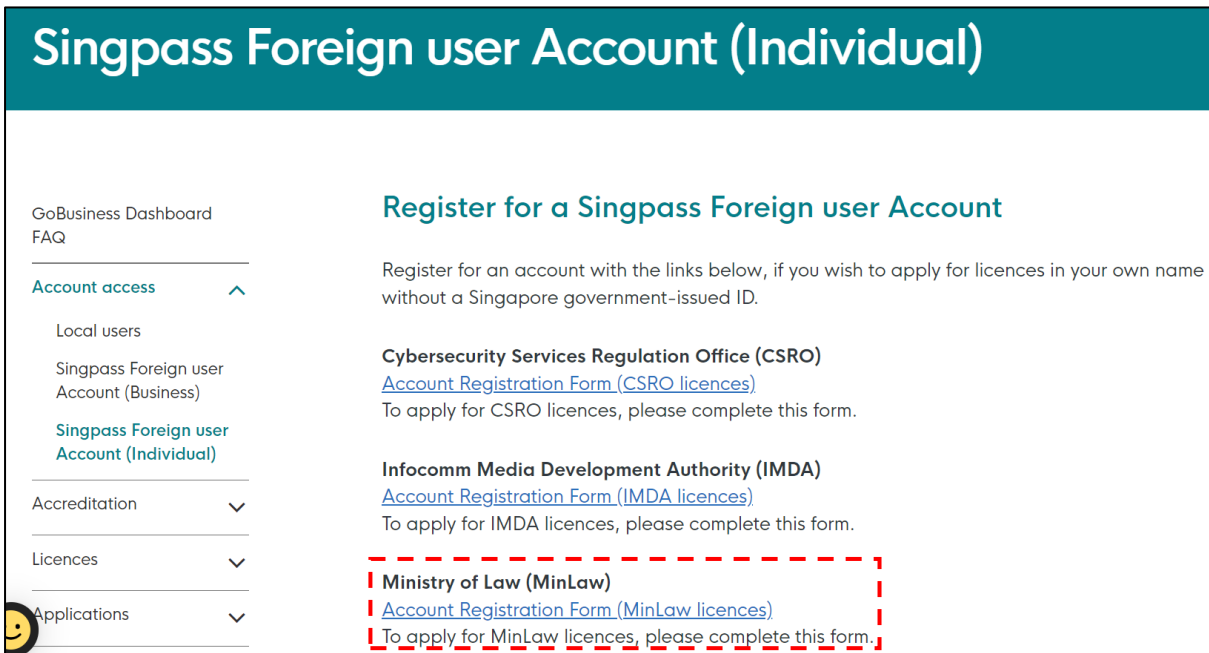 Singpass Foreign user Account (Individual)
GoBusiness Dashboard
FAQ
Account access
Local users
Singpass Foreign user
Account (Business)
Singpass Foreign user
Account (Individual)
Accreditation
Licences
Applications
Register for a Singpass Foreign user Account
Register for an account with the links below, if you wish to apply for licences in your own name
without a Singapore government-issued ID.
Cybersecurity Services Regulation Office (CSRO)
Account Registration Form (CSRO licences)
To apply for CSRO licences, please complete this form.
Infocomm Media Development Authority (IMDA)
Account Registration Form (IMDA licences)
To apply for IMDA licences, please complete this form.
Ministry of Law (MinLaw)
Account Registration Form (MinLaw licences)
To apply for MinLaw licences, please complete this form.